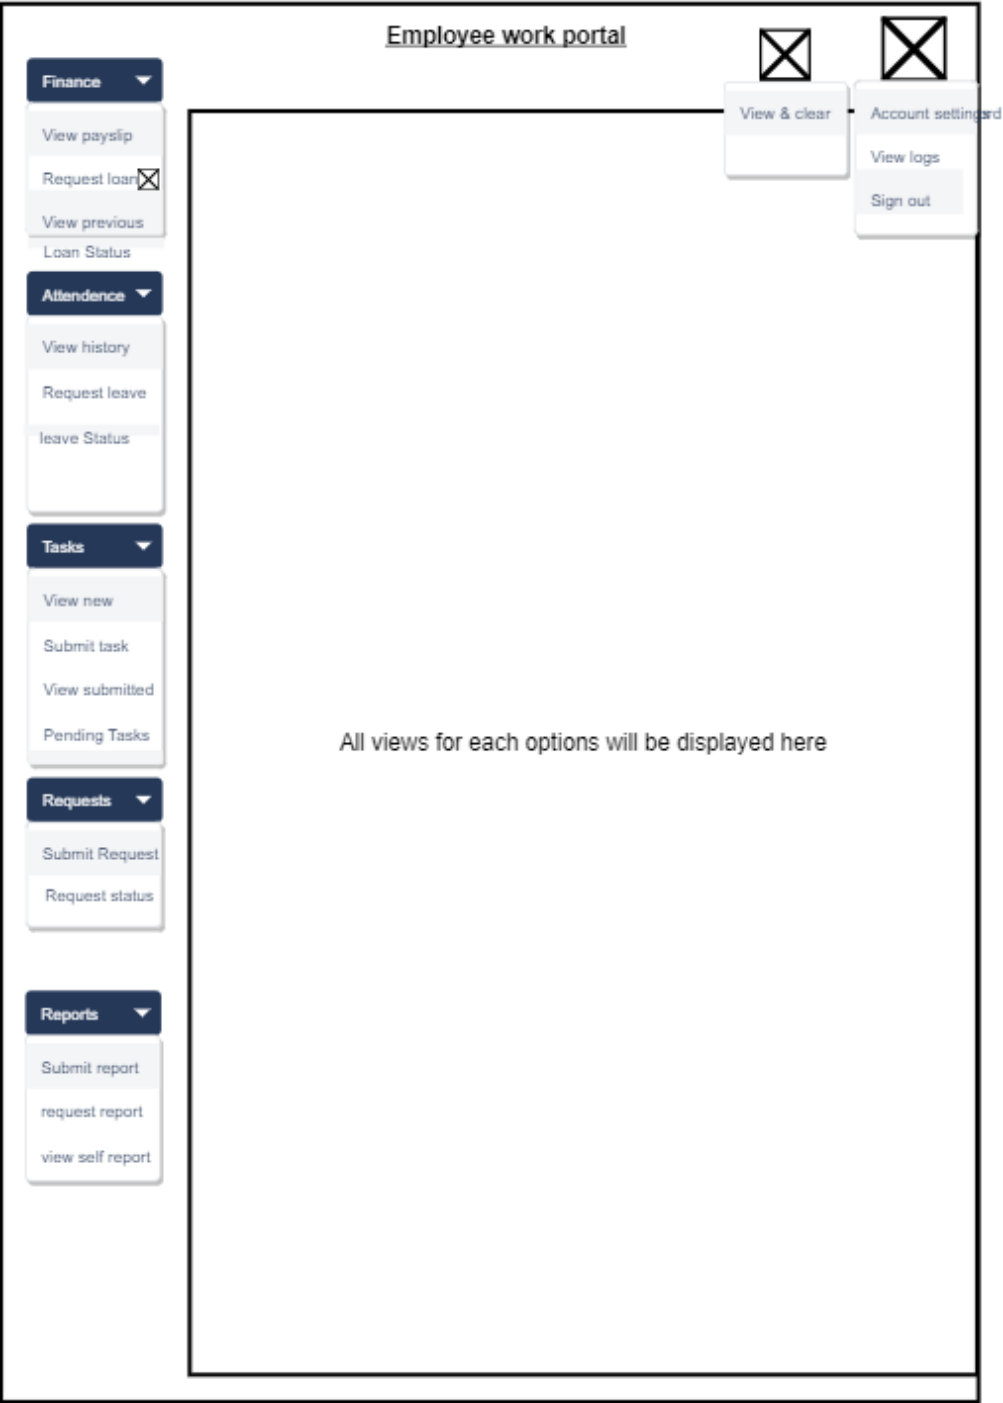 Employee work portal
Finance
View payslip
Request loan
View previous
Loan Status
Attendence
View history
Request leave
leave Status
Tasks
View new
Submit task
View submitted
Pending Tasks
Requests
Submit Request
Request status
Reports
Submit report
request report
view self report
View & clear
Account settings
View logs
Sign out
All views for each options will be displayed here